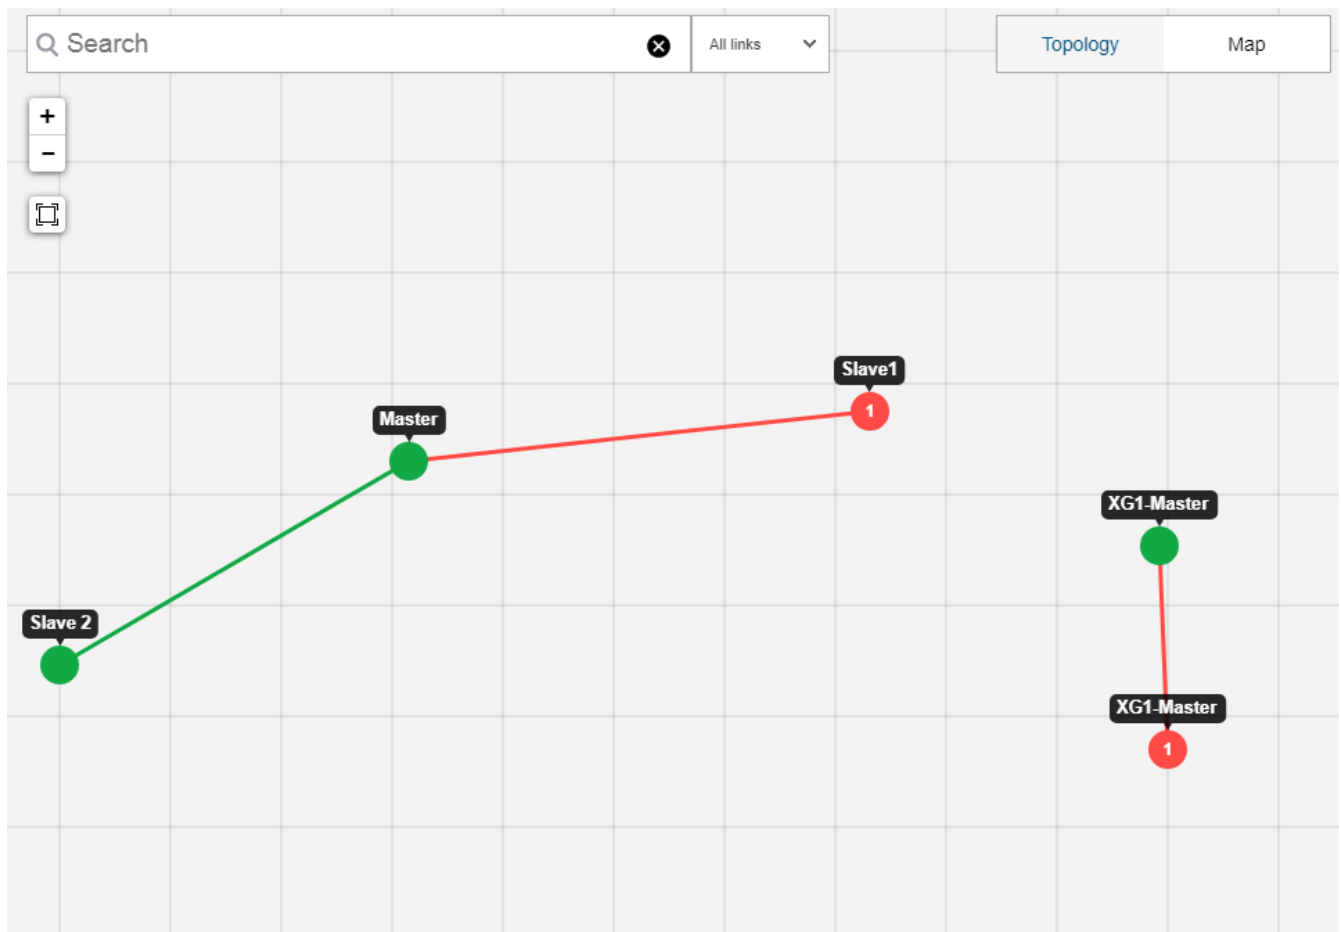 Search
All links
Topology
Map
+
-
Slave1
1
Master
XG1-Master
Slave 2
XG1-Master
1